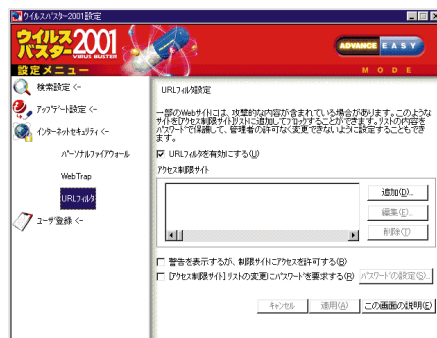 ウイルスバスター2001設定
ウイルス
バスター2001
VIRUS BUSTER
ADVANCE EASY
MODE
設定メニュー
検索設定 <-
アップデート設定 <-
インターネットセキュリティ <-
パーソナルファイアウォール
WebTrap
URLフィルタ
ユーザ登録 <-
URLフィルタ設定
一部のWebサイトには、攻撃的な内容が含まれている場合があります。このような
サイトを[アクセス制限サイト]リストに追加してブロックすることができます。リストの内容を
パスワードで保護して、管理者の許可なく変更できないように設定することもでき
ます。
URLフィルタを有効にする(U)
アクセス制限サイト
追加(D)...
編集(E)...
削除(T)
警告を表示するが、制限サイトにアクセスを許可する(B)
[アクセス制限サイト] リストの変更にパスワードを要求する(R)
パスワードの設定(S)...
キャンセル
適用(A)
この画面の説明(E)